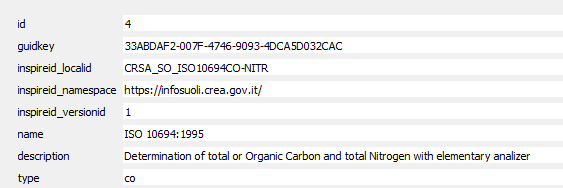 id 4
guidkey 33ABDAF2-007F-4746-9093-4DCA5D032CAC
inspireid_localid CRSA_SO_ISO10694CO-NITR
inspireid_namespace https://infosuoli.crea.gov.it/
inspireid_versionid 1
name ISO 10694:1995
description Determination of total or Organic Carbon and total Nitrogen with elementary analizer
type co